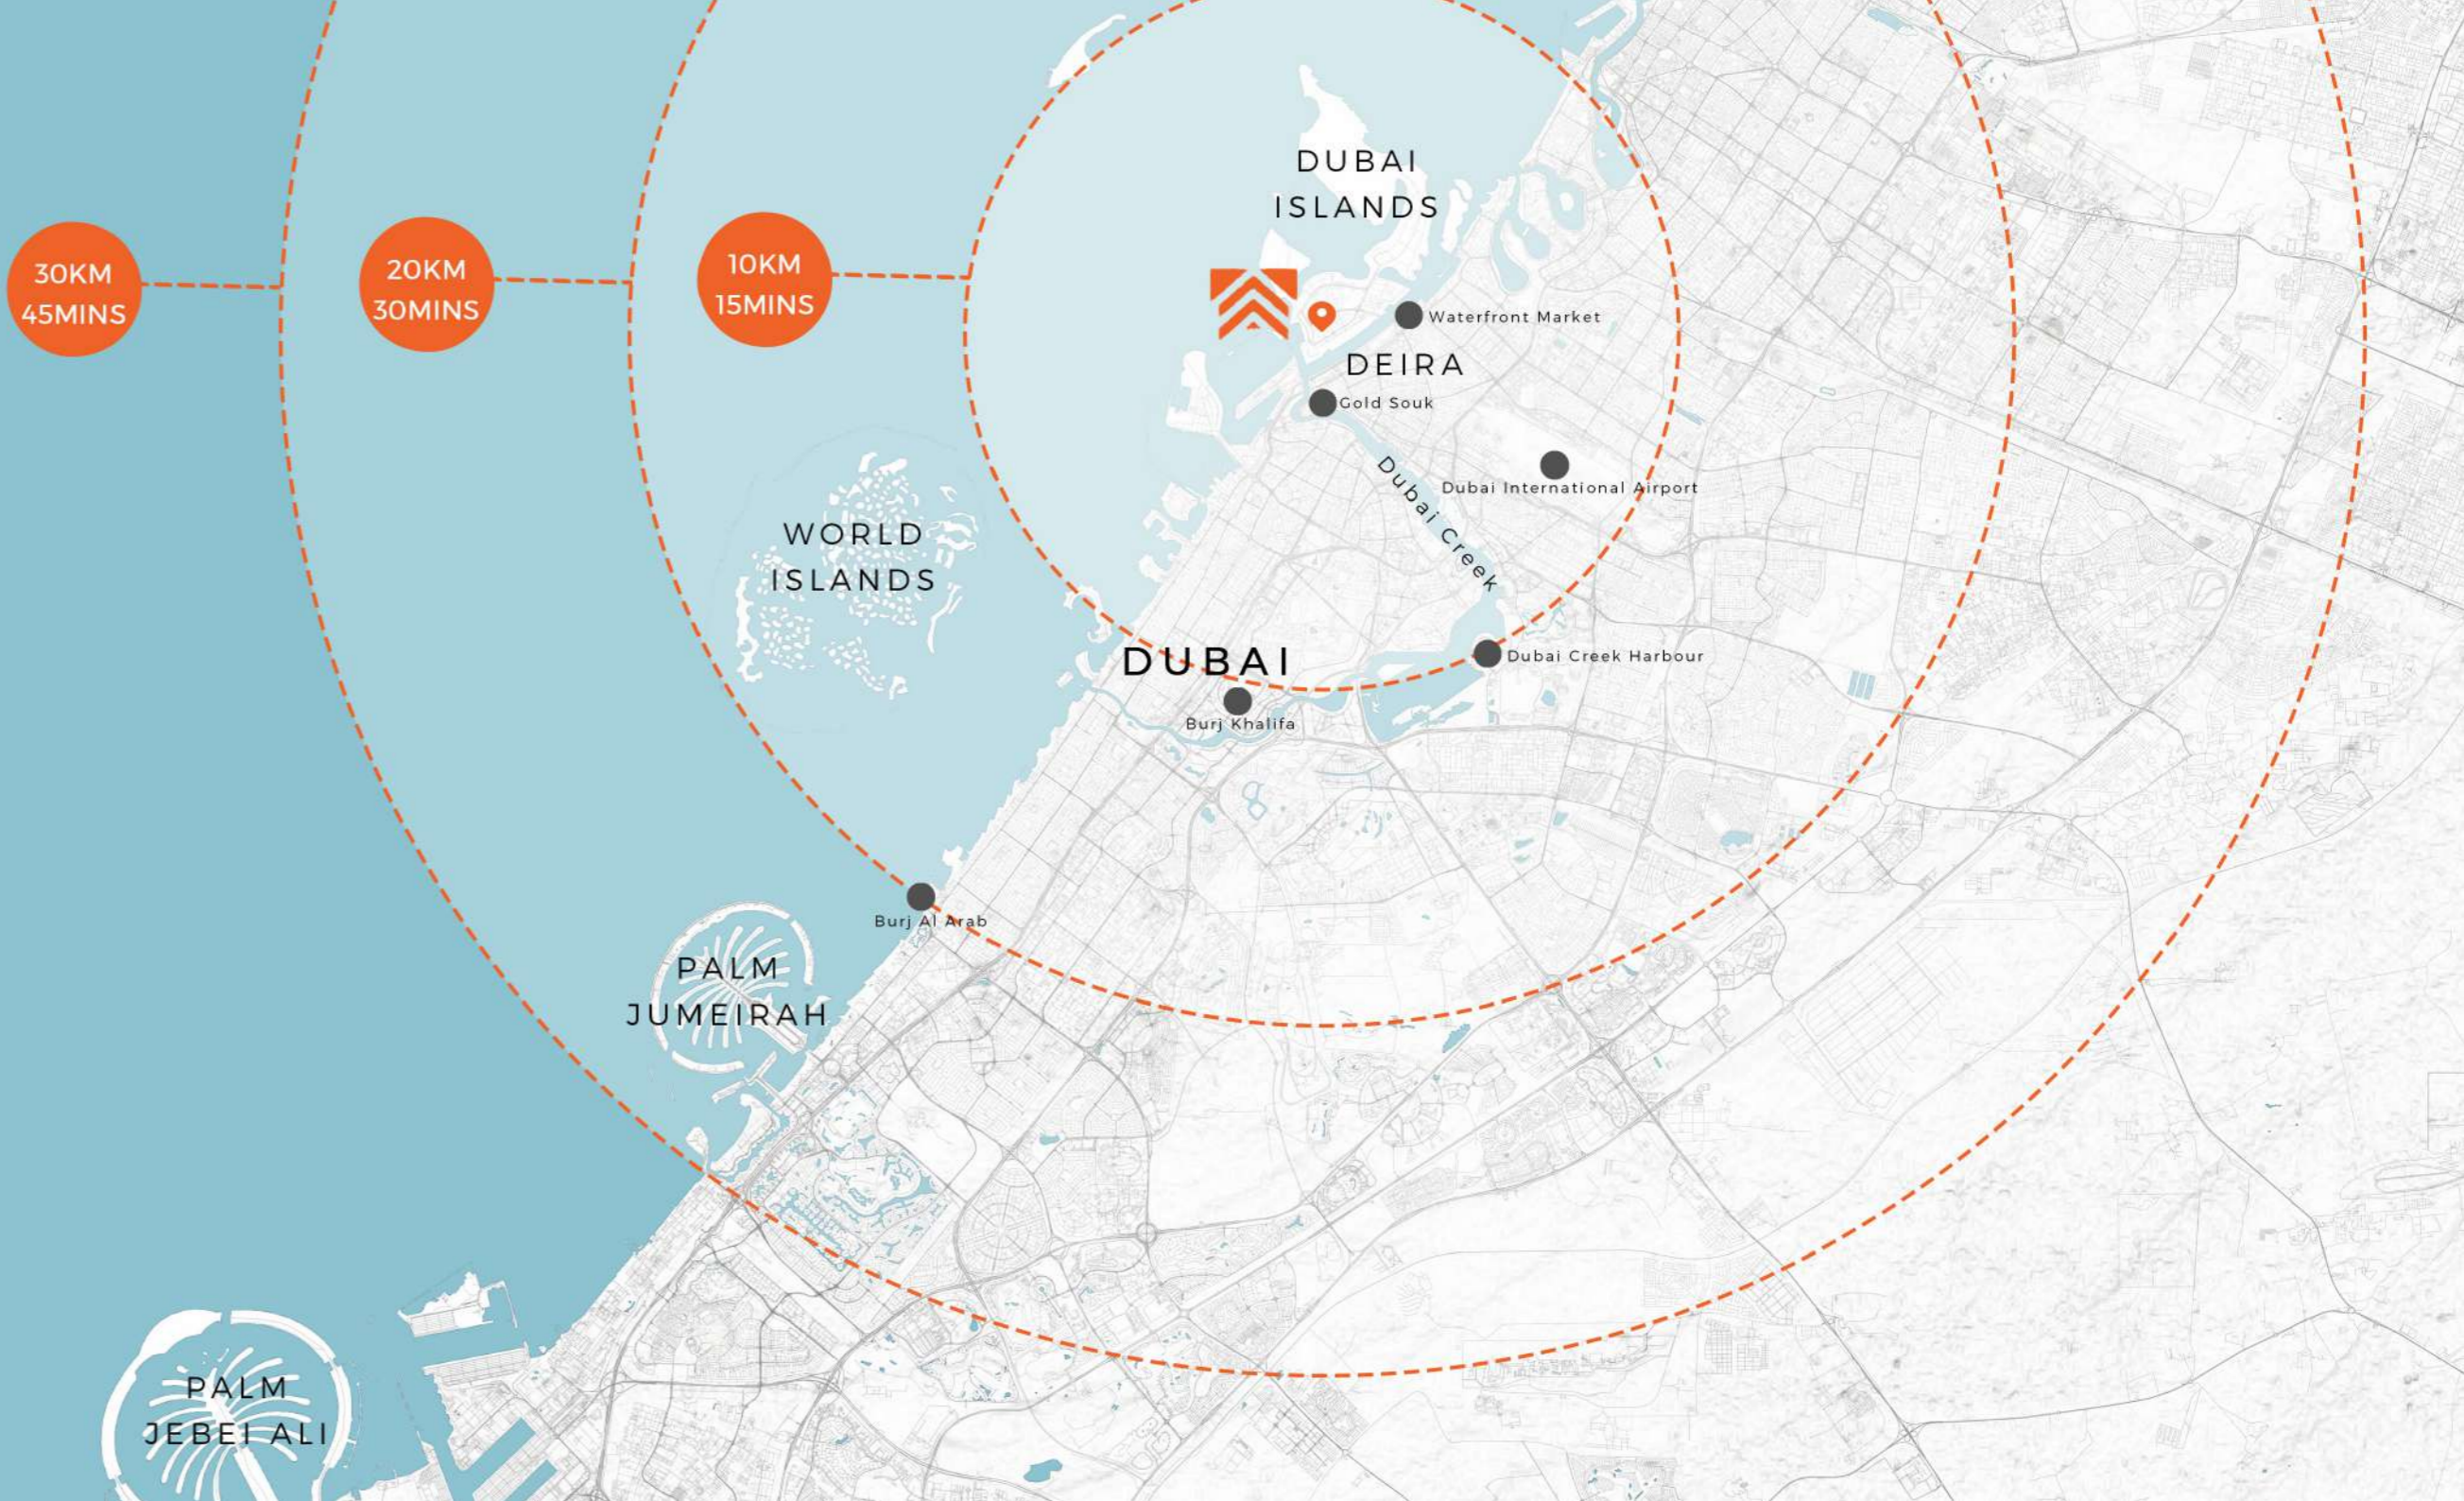 DUBAI
ISLANDS
30KM
45MINS
20KM
30MINS
10KM
15MINS
Waterfront Market
DEIRA
Gold Souk
Dubai Creek
Dubai International Airport
WORLD
ISLANDS
DUBAI
Dubai Creek Harbour
Burj Khalifa
Burj Al Arab
PALM
JUMEIRAH
PALM
JEBEI ALI